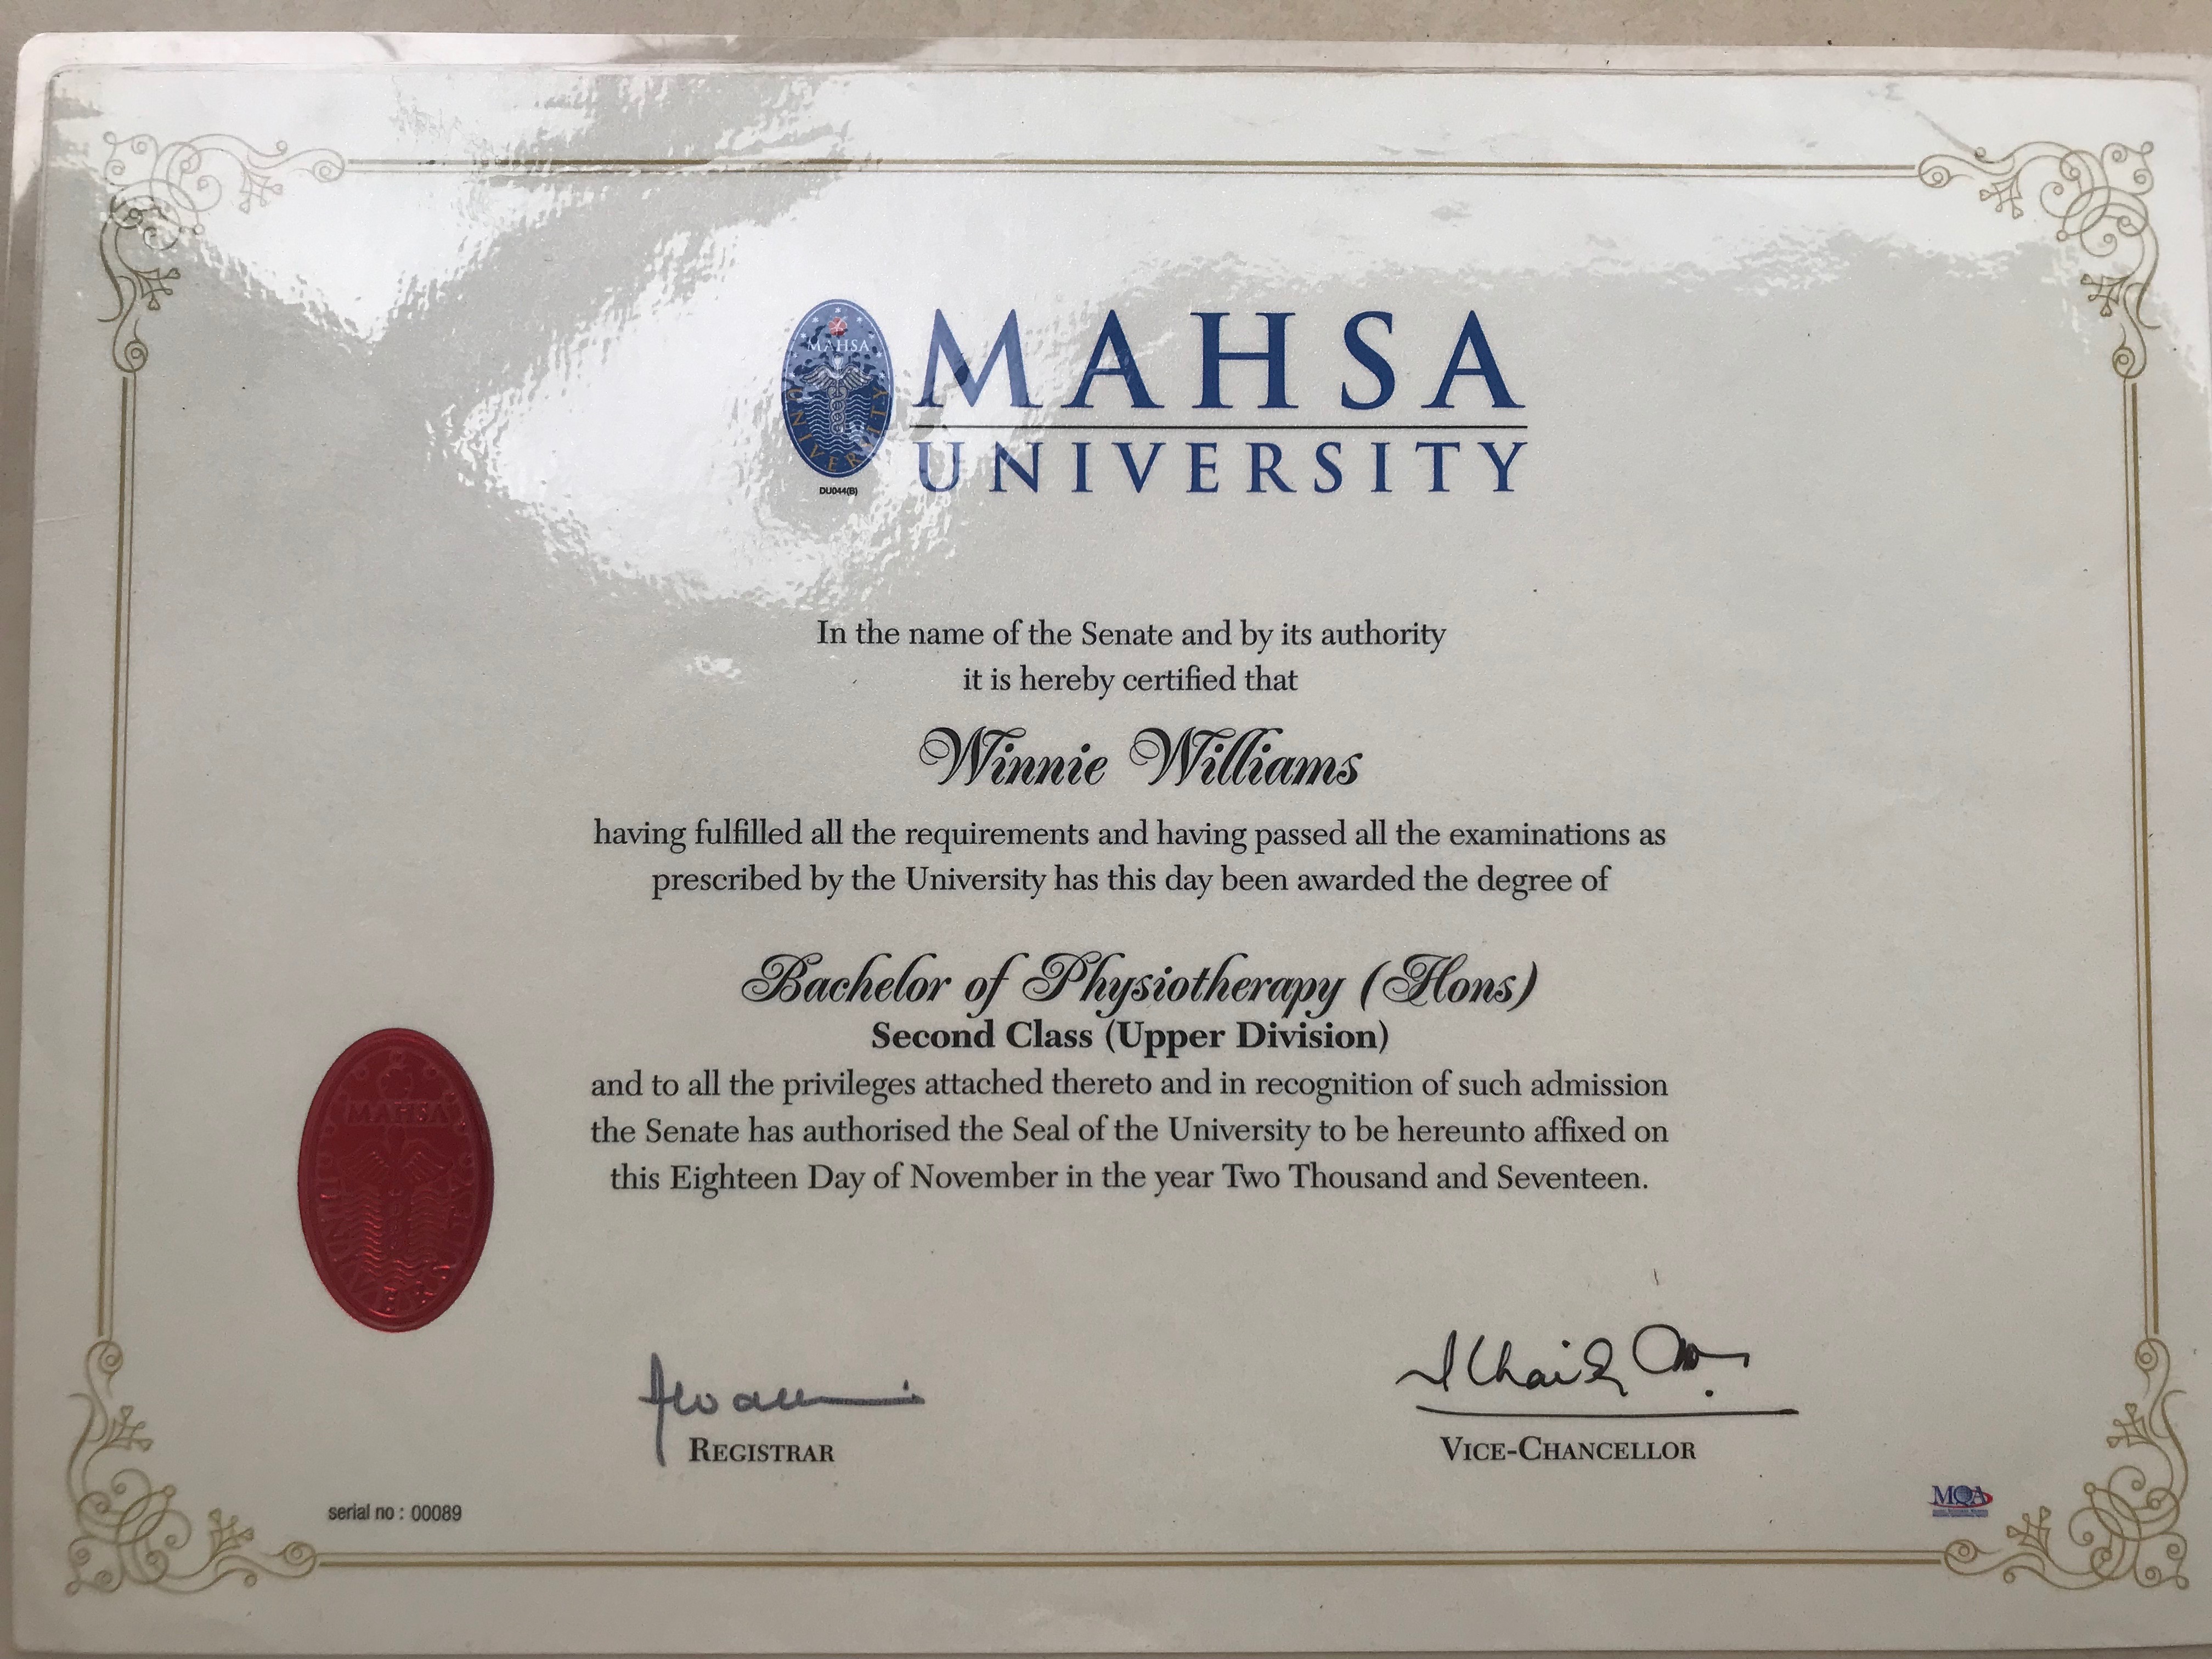 MAHSA
UNIVERSITY
MAHSA
UNIVERSITY
DU044(B)
In the name of the Senate and by its authority
it is hereby certified that
Winnie Williams
having fulfilled all the requirements and having passed all the examinations as
prescribed by the University has this day been awarded the degree of
Bachelor of Physiotherapy (Hons)
Second Class (Upper Division)
and to all the privileges attached thereto and in recognition of such admission
the Senate has authorised the Seal of the University to be hereunto affixed on
this Eighteen Day of November in the year Two Thousand and Seventeen.
MAHSA
UNIVERSITY
REGISTRAR
VICE-CHANCELLOR
serial no : 00089
MQA